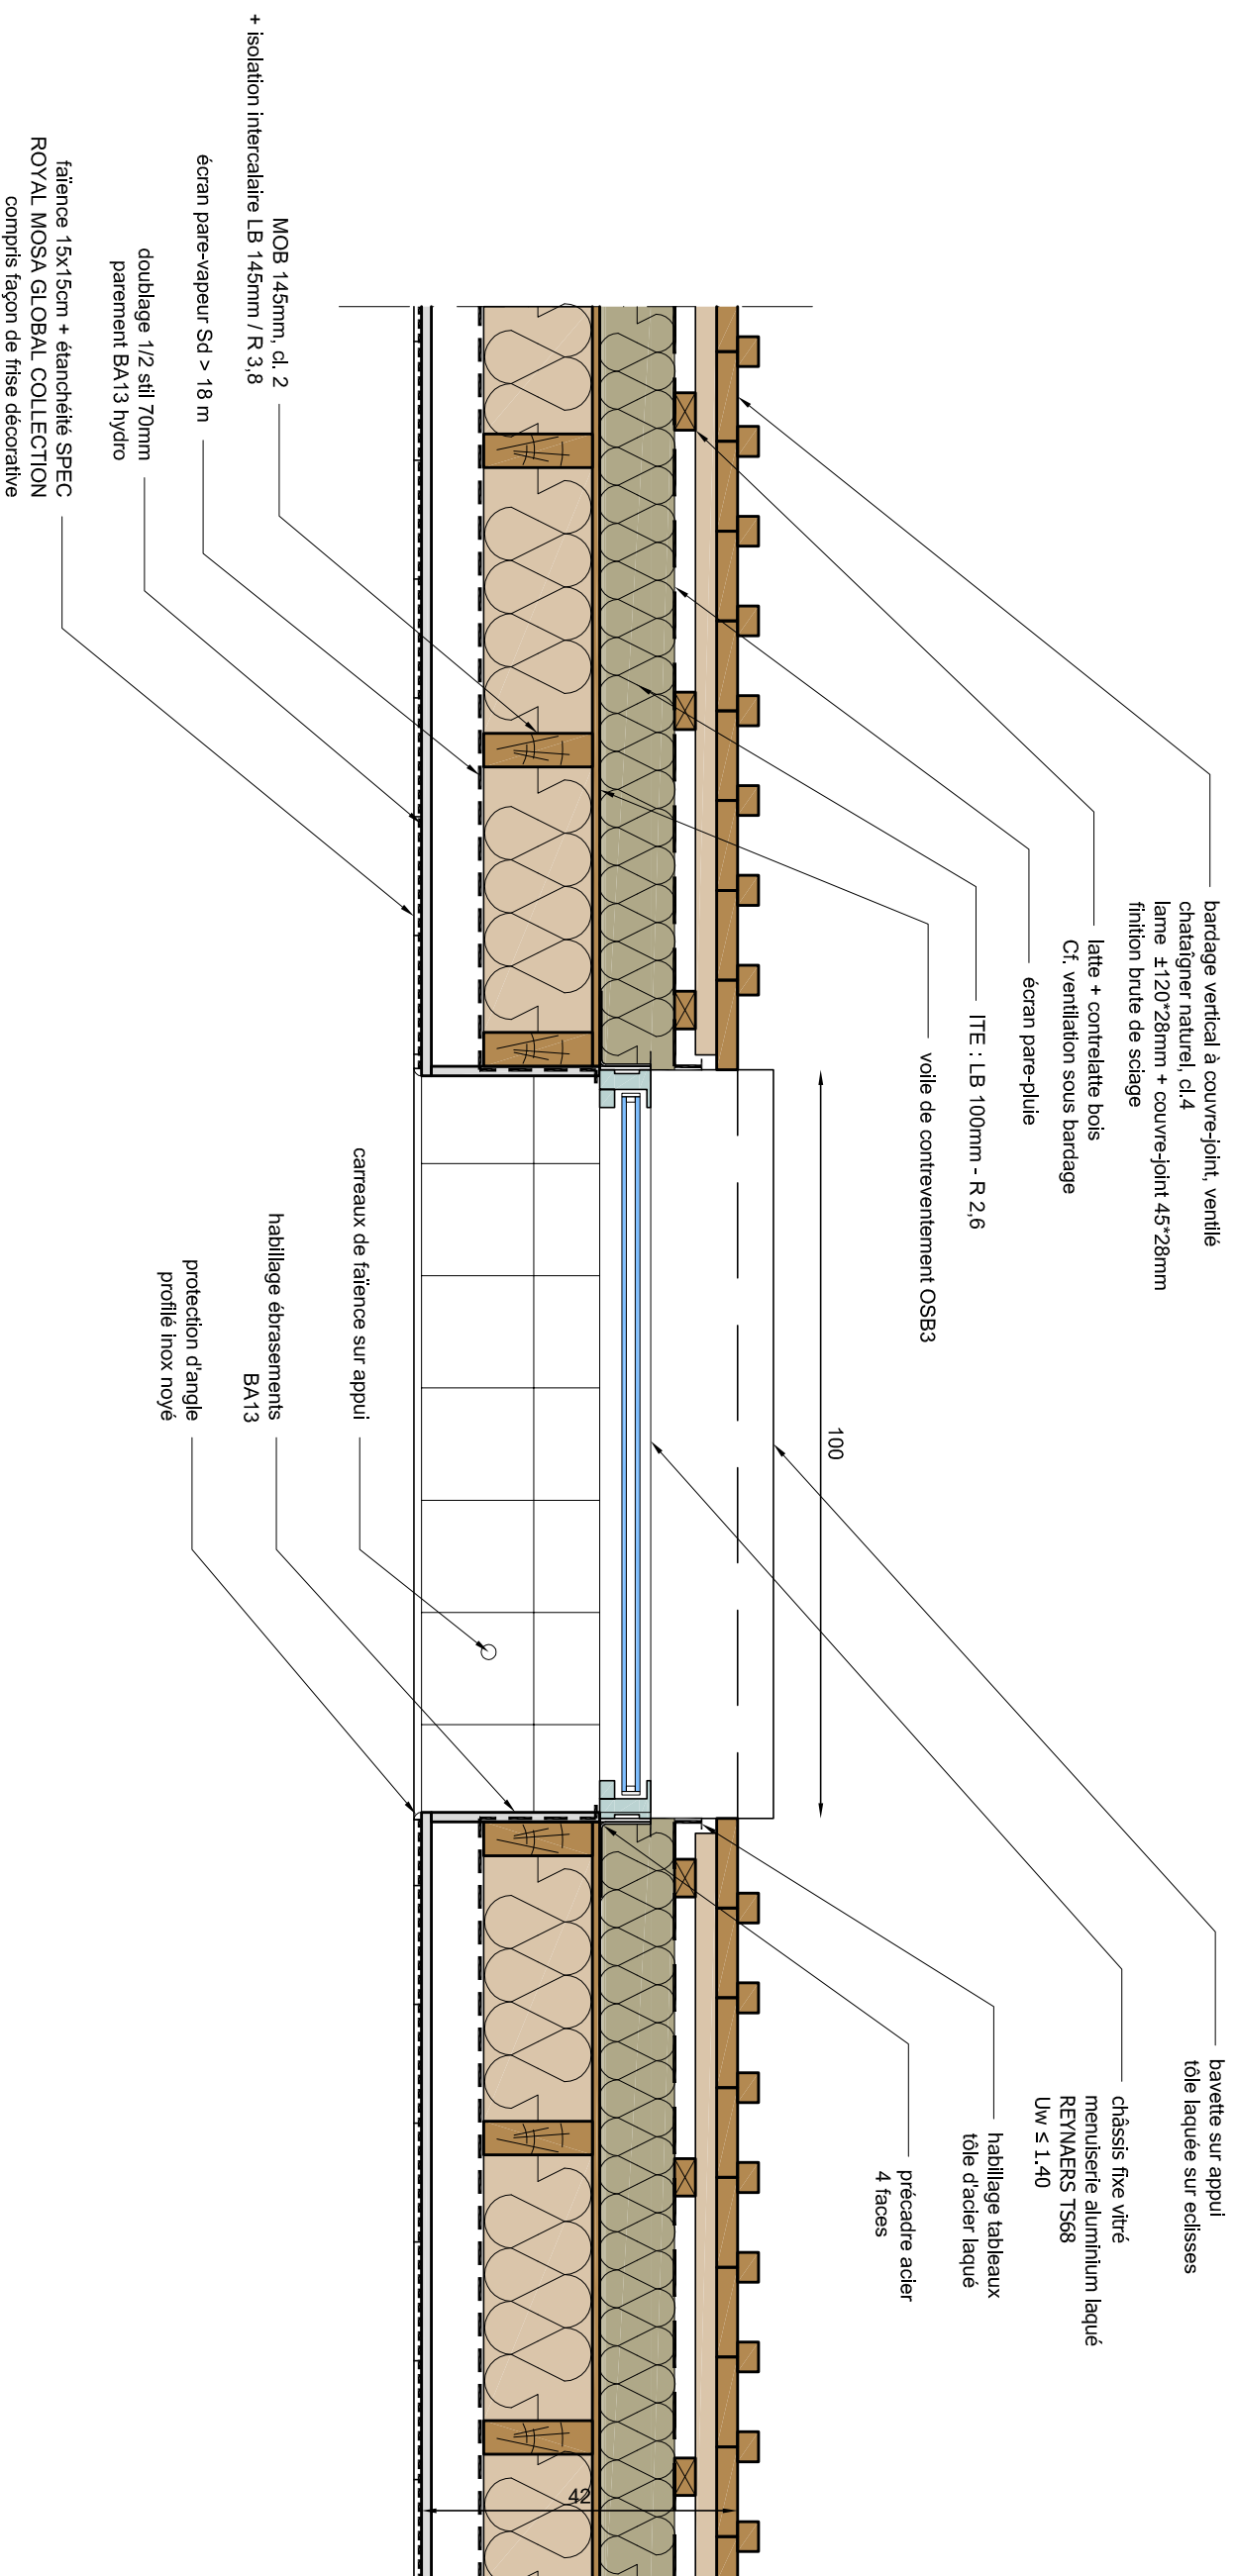 bardage vertical à couvre-joint, ventilé
chataîgner naturel, cl.4
lame ±120*28mm + couvre-joint 45*28mm
finition brute de sciage
latte + contrelatte bois
Cf. ventilation sous bardage
écran pare-pluie
ITE : LB 100mm - R 2,6
voile de contreventement OSB3
bavette sur appui
tôle laquée sur eclisses
châssis fixe vitré
menuiserie aluminium laqué
REYNAERS TS68
Uw ≤ 1.40
habillage tableaux
tôle d'acier laqué
précadre acier
4 faces
100
42
MOB 145mm, cl. 2
+ isolation intercalaire LB 145mm / R 3,8
écran pare-vapeur Sd > 18 m
doublage 1/2 stil 70mm
parement BA13 hydro
faïence 15x15cm + étanchéité SPEC
ROYAL MOSA GLOBAL COLLECTION
compris façon de frise décorative
carreaux de faïence sur appui
habillage ébrasements
BA13
protection d'angle
profilé inox noyé